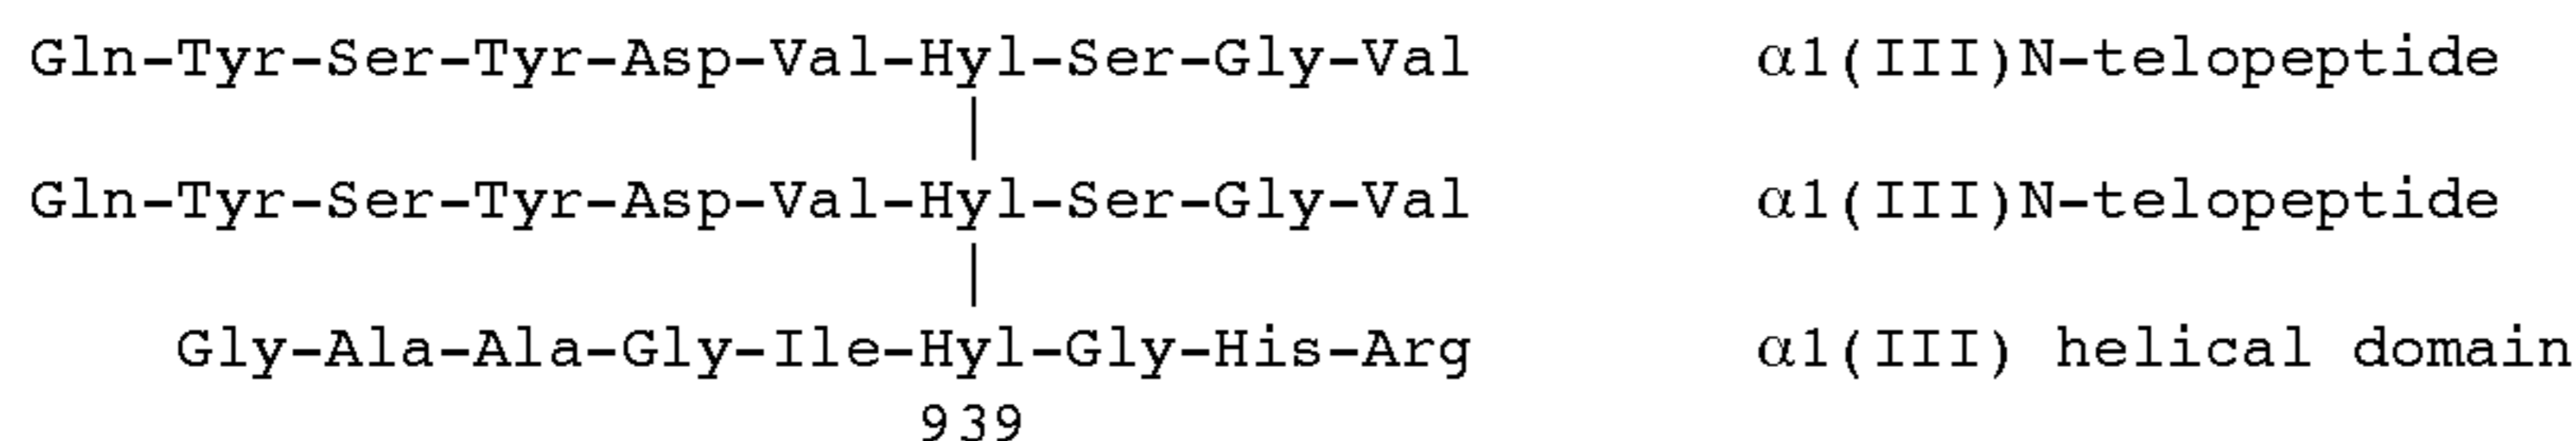 Gln-Tyr-Ser-Tyr-Asp-Val-Hyl-Ser-Gly-Val α1(III)N-telopeptide
Gln-Tyr-Ser-Tyr-Asp-Val-Hyl-Ser-Gly-Val α1(III)N-telopeptide
Gly-Ala-Ala-Gly-Ile-Hyl-Gly-His-Arg α1(III) helical domain
939